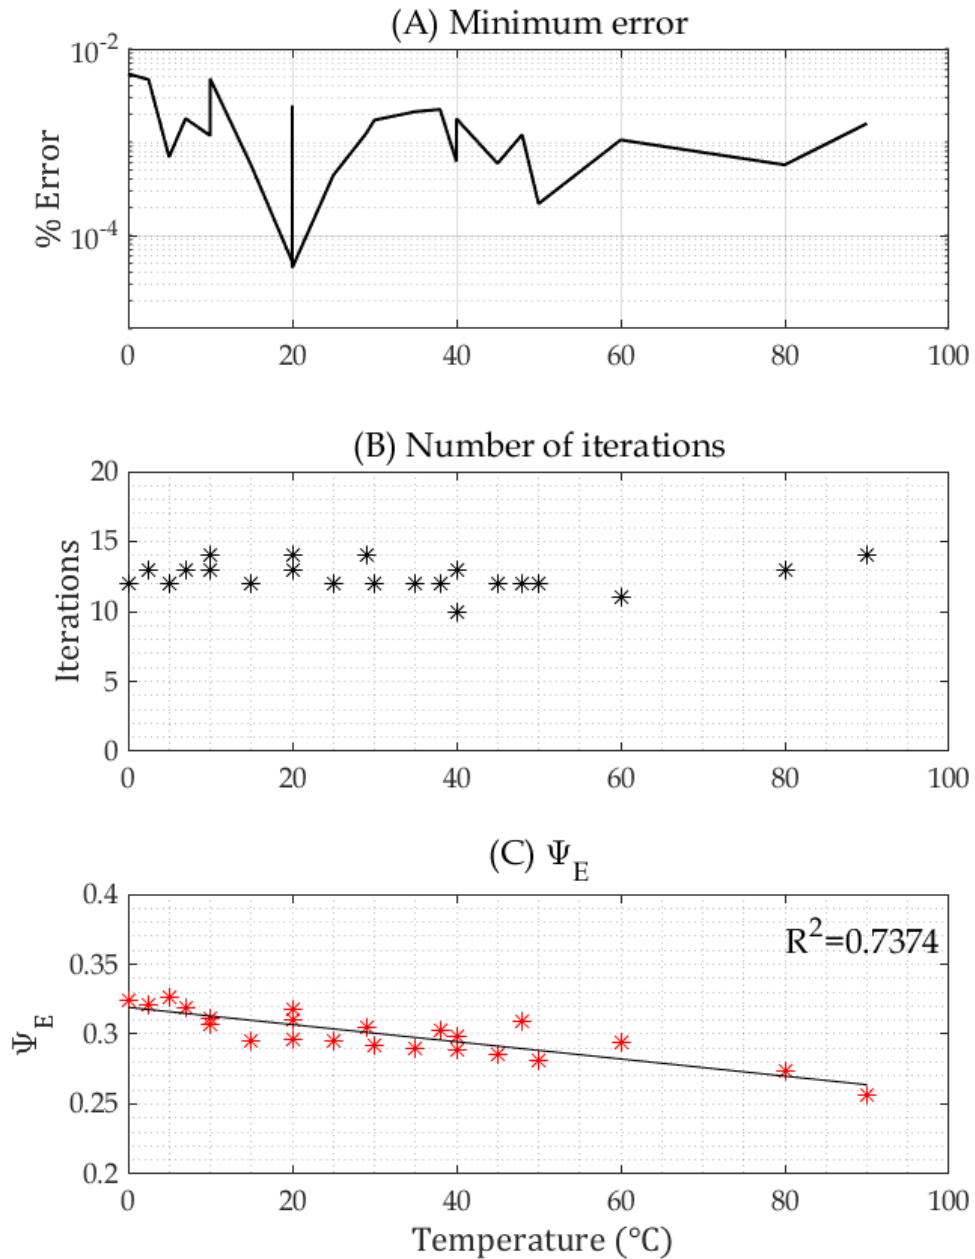 (A) Minimum error
% Error
10^-2
10^-4
0 20 40 60 80 100
(B) Number of iterations
Iterations
20
15
10
5
0
0 20 40 60 80 100
(C) Ψ_E
Ψ_E
0.4
0.35
0.3
0.25
0.2
R^2=0.7374
0 20 40 60 80 100
Temperature (°C)